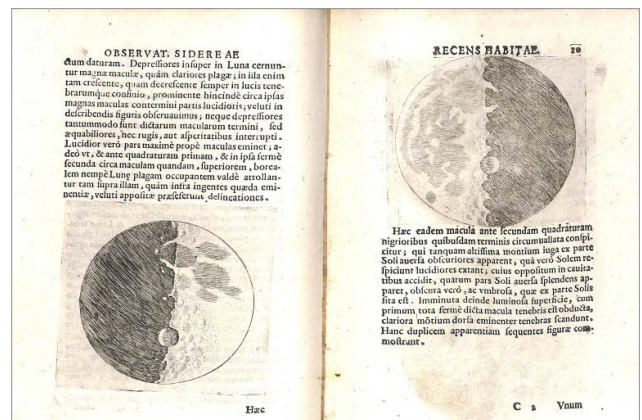 OBSERVAT. SIDEREAE
ctum daturam. Depressiores insuper in Luna cernun-
tur magnæ maculæ, quàm clariores plagæ; in illa enim
tam crescente, quam decrescente semper in lucis tene-
brarumque confinio, prominente hincindè circa ipsas
magnas maculas contermini partis lucidioris; veluti in
describendis figuris obseruauimus; neque depressiores
tantummodo sunt dictarum macularum termini, sed
æquabiliores, nec rugis, aut asperitatibus interrupti.
Lucidior verò pars maximè propè maculas eminet; a-
deò vt, & ante quadraturam primam, & in ipsa fermè
secunda circa maculam quandam, superiorem, borea-
lem nempè Lunæ plagam occupantem valdè attollan-
tur tam supra illam, quàm infra ingentes quæda emi-
nentiæ, veluti appositæ præseferunt delineationes.
Hæc
RECENS HABITAE. 10
Hæc eadem macula ante secundam quadraturam
nigrioribus quibusdam terminis circumuallata conspi-
citur; qui tanquam altissima montium iuga ex parte
Soli auersa obscuriores apparent, quà verò Solem re-
spiciunt lucidiores extant; cuius oppositum in cauita-
tibus accidit, quarum pars Soli auersa splendens ap-
paret, obscura verò, ac vmbrosa, quæ ex parte Solis
sita est. Imminuta deinde luminosa superficie, cum
primum tota fermè dicta macula tenebris est obducta,
clariora mõtium dorsa eminenter tenebras scandunt.
Hanc duplicem apparentiam sequentes figuræ com-
mostrant.
C 2 Vnum